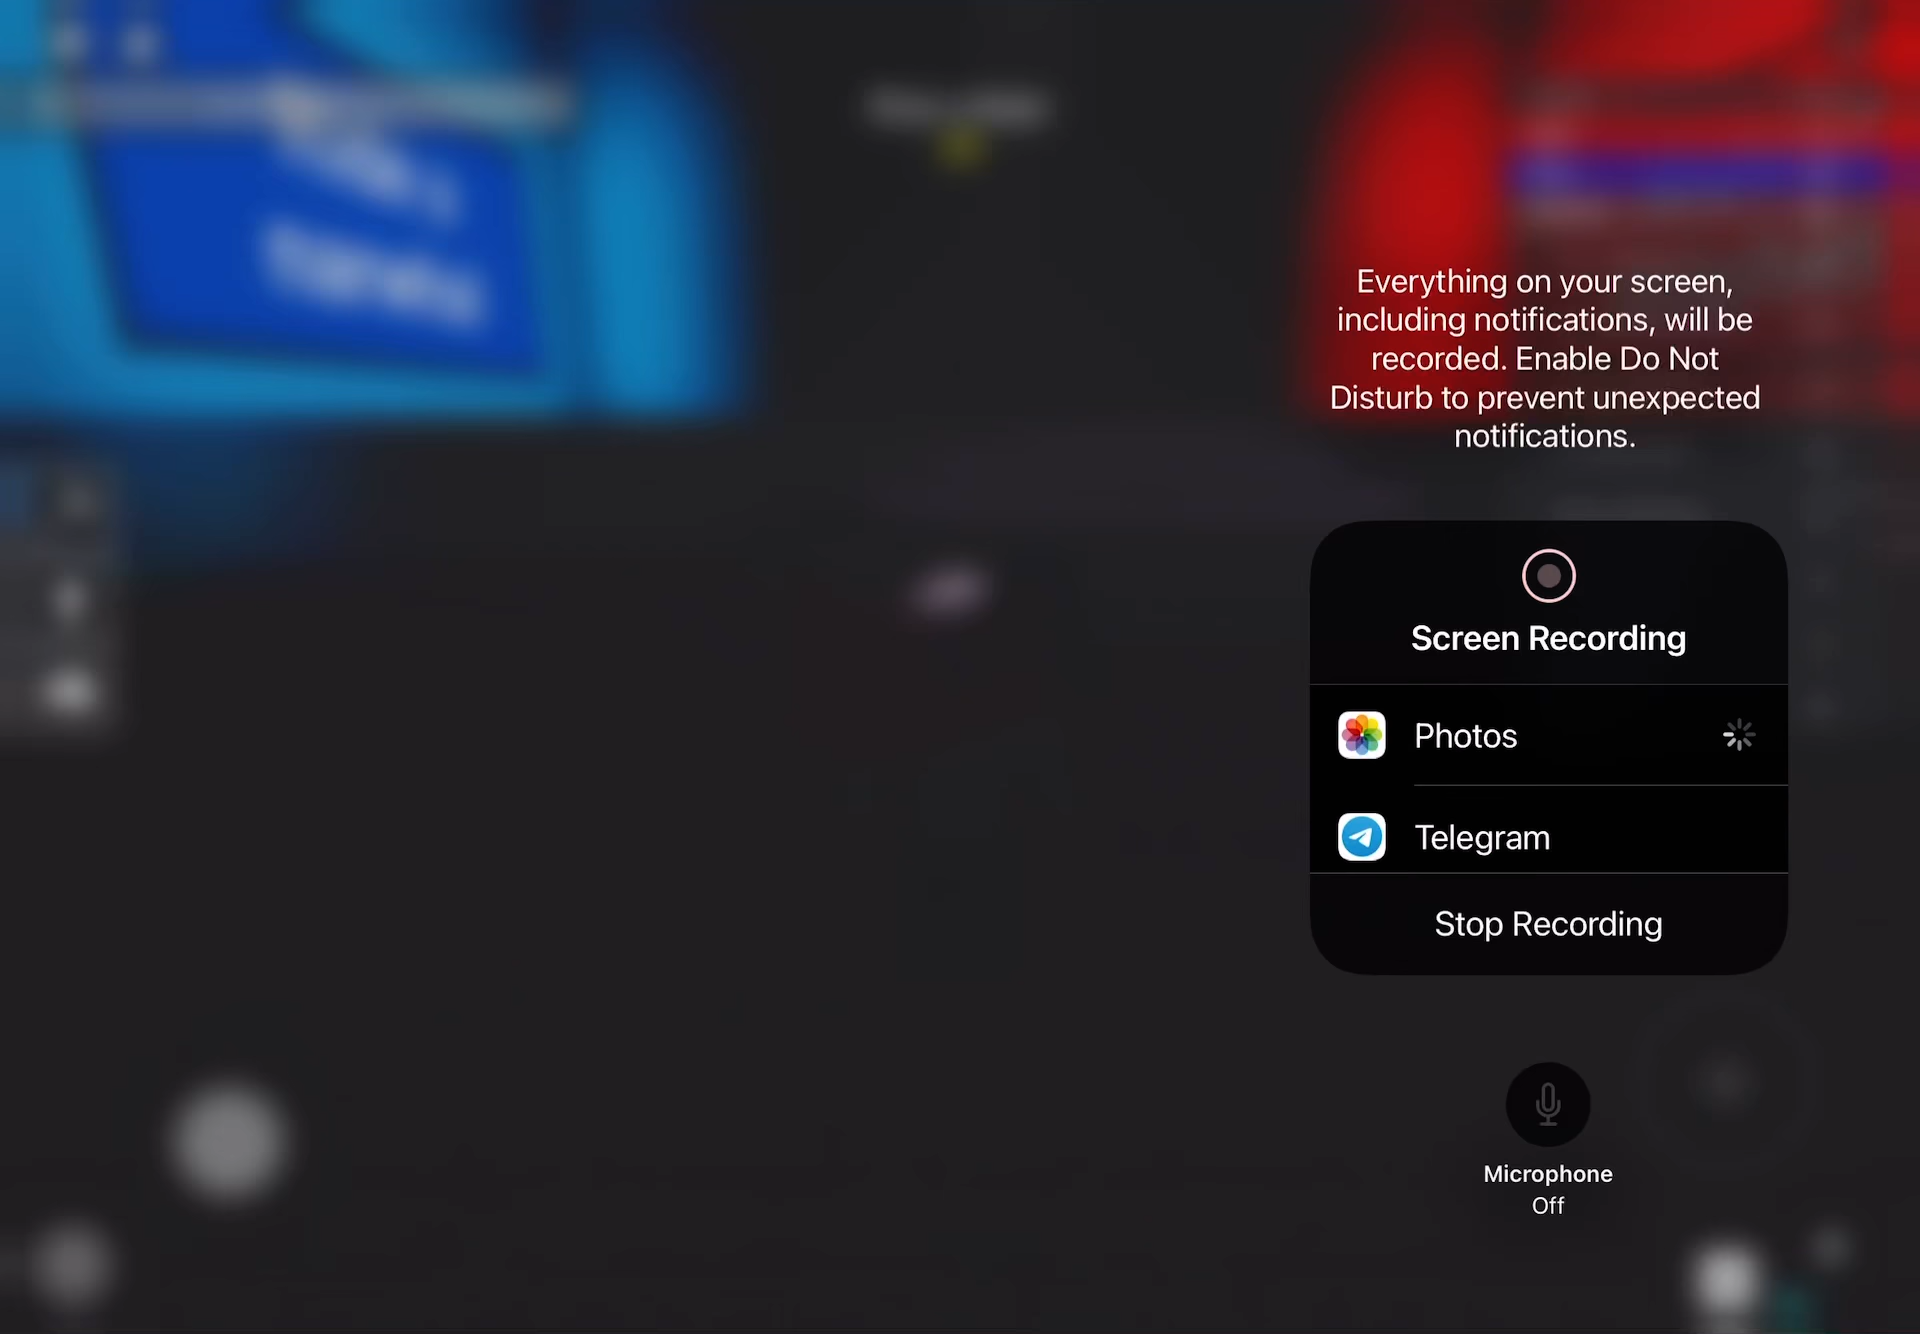 Everything on your screen,
including notifications, will be
recorded. Enable Do Not
Disturb to prevent unexpected
notifications.
Screen Recording
Photos
Telegram
Stop Recording
Microphone
Off